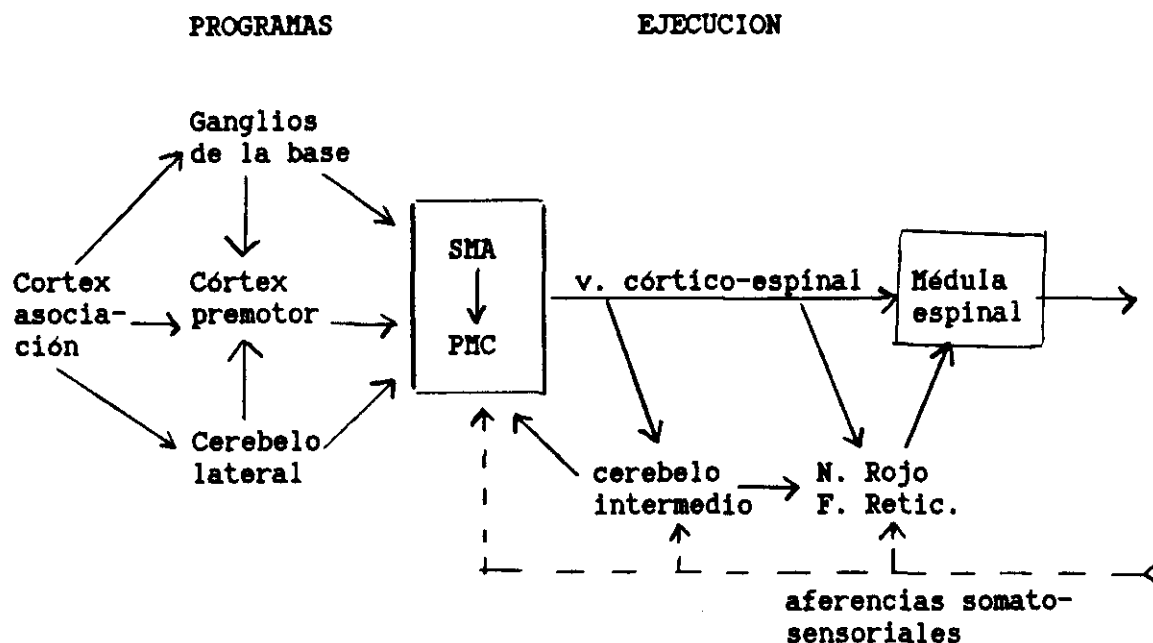 PROGRAMAS
EJECUCION
Ganglios
de la base
SMA
PMC
Cortex
asocia-
ción
Córtex
premotor
v. córtico-espinal
Médula
espinal
Cerebelo
lateral
cerebelo
intermedio
N. Rojo
F. Retic.
aferencias somato-
sensoriales